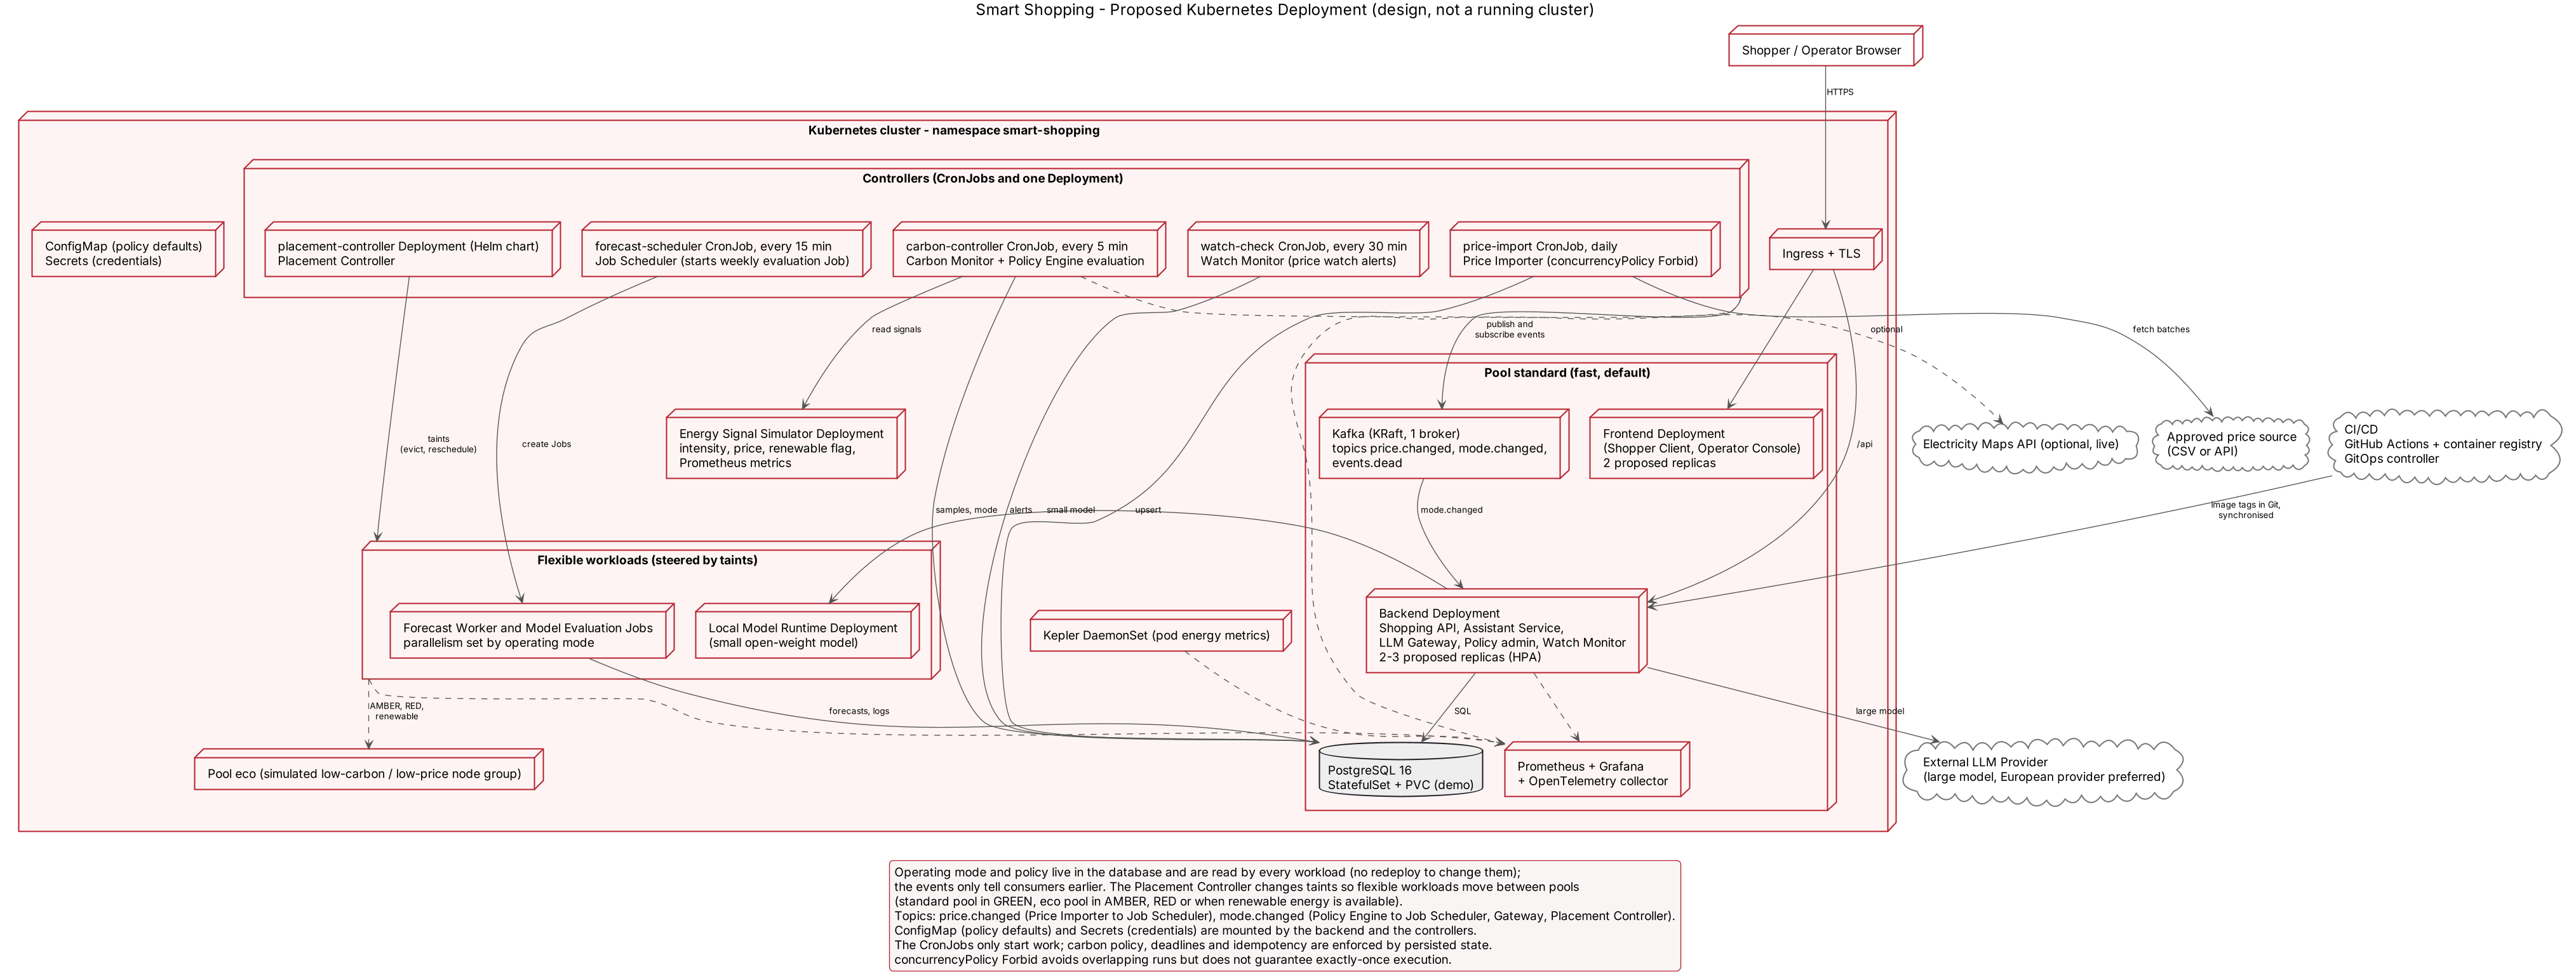 Smart Shopping - Proposed Kubernetes Deployment (design, not a running cluster)
Shopper / Operator Browser
HTTPS
Kubernetes cluster - namespace smart-shopping
Controllers (CronJobs and one Deployment)
ConfigMap (policy defaults)
Secrets (credentials)
placement-controller Deployment (Helm chart)
Placement Controller
forecast-scheduler CronJob, every 15 min
Job Scheduler (starts weekly evaluation Job)
carbon-controller CronJob, every 5 min
Carbon Monitor + Policy Engine evaluation
watch-check CronJob, every 30 min
Watch Monitor (price watch alerts)
price-import CronJob, daily
Price Importer (concurrencyPolicy Forbid)
Ingress + TLS
read signals
publish and
subscribe events
optional
fetch batches
Pool standard (fast, default)
taints
(evict, reschedule)
create Jobs
Energy Signal Simulator Deployment
intensity, price, renewable flag,
Prometheus metrics
Kafka (KRaft, 1 broker)
topics price.changed, mode.changed,
events.dead
Frontend Deployment
(Shopper Client, Operator Console)
2 proposed replicas
/api
Electricity Maps API (optional, live)
Approved price source
(CSV or API)
CI/CD
GitHub Actions + container registry
GitOps controller
samples, mode
alerts
small model
upsert
mode.changed
image tags in Git,
synchronised
Flexible workloads (steered by taints)
Forecast Worker and Model Evaluation Jobs
parallelism set by operating mode
Local Model Runtime Deployment
(small open-weight model)
Kepler DaemonSet (pod energy metrics)
Backend Deployment
Shopping API, Assistant Service,
LLM Gateway, Policy admin, Watch Monitor
2-3 proposed replicas (HPA)
AMBER, RED,
renewable
forecasts, logs
SQL
large model
Pool eco (simulated low-carbon / low-price node group)
PostgreSQL 16
StatefulSet + PVC (demo)
Prometheus + Grafana
+ OpenTelemetry collector
External LLM Provider
(large model, European provider preferred)
Operating mode and policy live in the database and are read by every workload (no redeploy to change them);
the events only tell consumers earlier. The Placement Controller changes taints so flexible workloads move between pools
(standard pool in GREEN, eco pool in AMBER, RED or when renewable energy is available).
Topics: price.changed (Price Importer to Job Scheduler), mode.changed (Policy Engine to Job Scheduler, Gateway, Placement Controller).
ConfigMap (policy defaults) and Secrets (credentials) are mounted by the backend and the controllers.
The CronJobs only start work; carbon policy, deadlines and idempotency are enforced by persisted state.
concurrencyPolicy Forbid avoids overlapping runs but does not guarantee exactly-once execution.